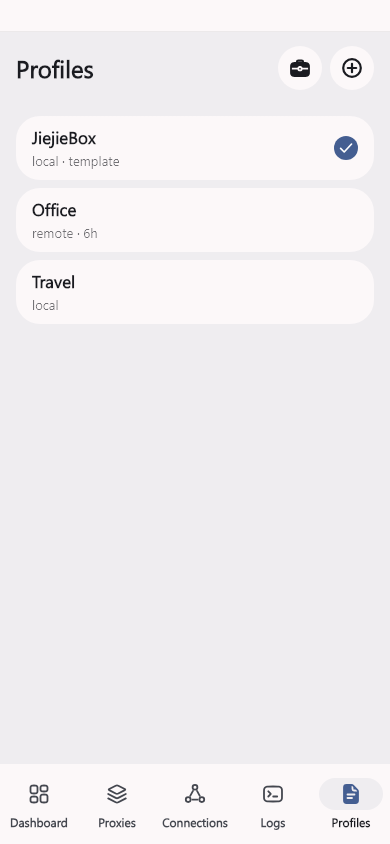 Profiles
JiejieBox
local · template
Office
remote · 6h
Travel
local
Dashboard
Proxies
Connections
Logs
Profiles